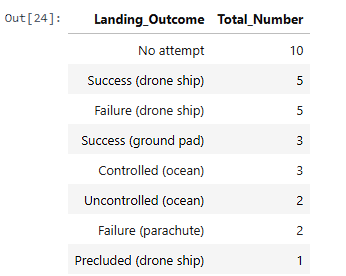 Out[24]: Landing_Outcome Total_Number
No attempt 10
Success (drone ship) 5
Failure (drone ship) 5
Success (ground pad) 3
Controlled (ocean) 3
Uncontrolled (ocean) 2
Failure (parachute) 2
Precluded (drone ship) 1